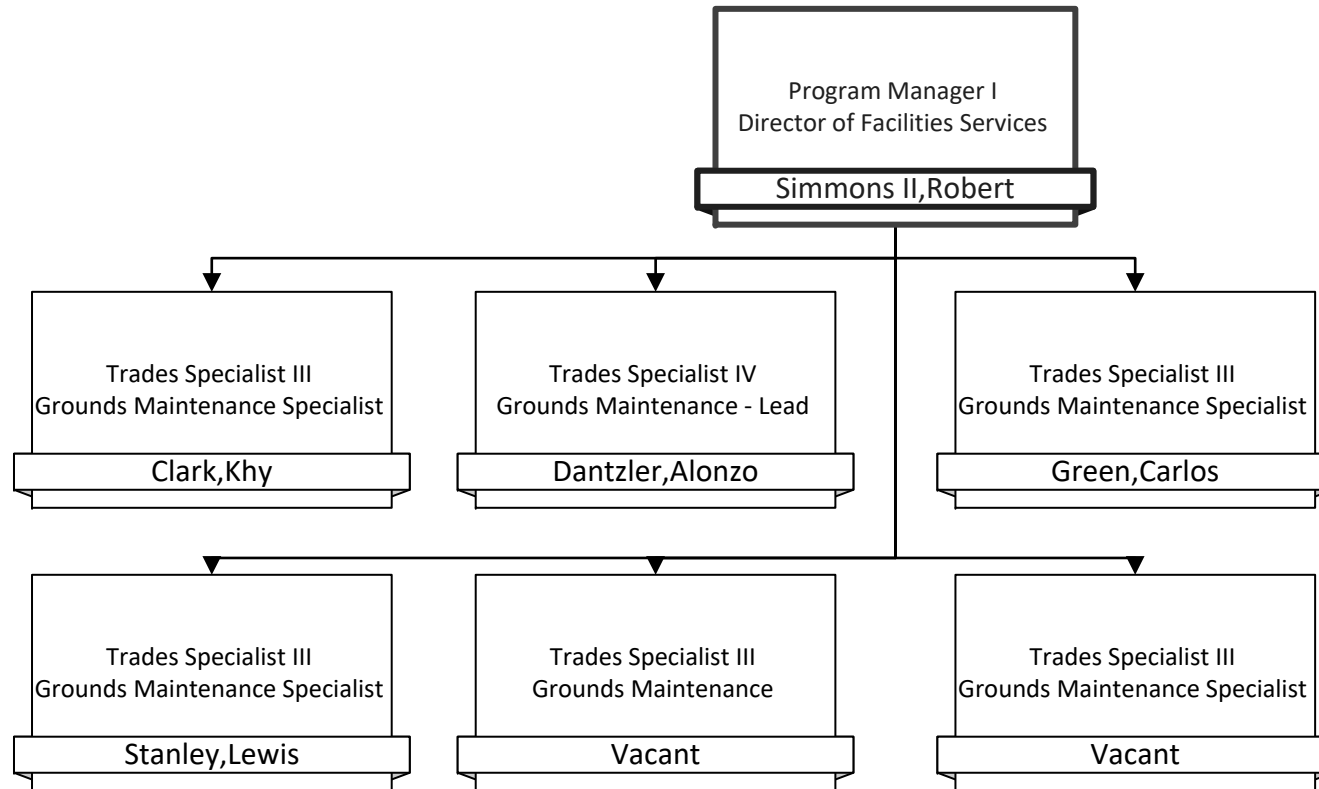 Program Manager I
Director of Facilities Services
Simmons II,Robert
Trades Specialist III
Grounds Maintenance Specialist
Clark,Khy
Trades Specialist IV
Grounds Maintenance - Lead
Dantzler,Alonzo
Trades Specialist III
Grounds Maintenance Specialist
Green,Carlos
Trades Specialist III
Grounds Maintenance Specialist
Stanley,Lewis
Trades Specialist III
Grounds Maintenance
Vacant
Trades Specialist III
Grounds Maintenance Specialist
Vacant